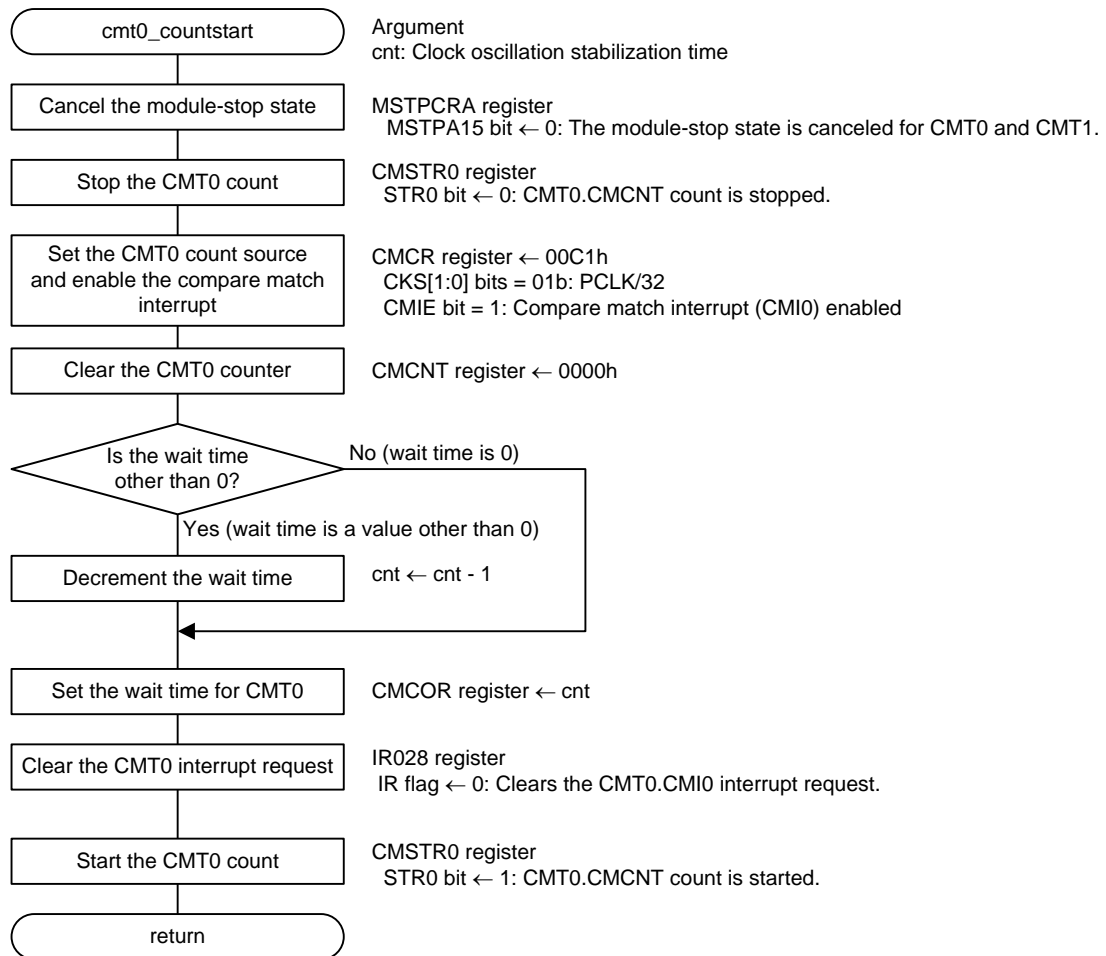 cmt0_countstart
Argument
cnt: Clock oscillation stabilization time
Cancel the module-stop state
MSTPCRA register
MSTPA15 bit ← 0: The module-stop state is canceled for CMT0 and CMT1.
Stop the CMT0 count
CMSTR0 register
STR0 bit ← 0: CMT0.CMCNT count is stopped.
Set the CMT0 count source
and enable the compare match
interrupt
CMCR register ← 00C1h
CKS[1:0] bits = 01b: PCLK/32
CMIE bit = 1: Compare match interrupt (CMI0) enabled
Clear the CMT0 counter
CMCNT register ← 0000h
Is the wait time
other than 0?
No (wait time is 0)
Yes (wait time is a value other than 0)
Decrement the wait time
cnt ← cnt - 1
Set the wait time for CMT0
CMCOR register ← cnt
Clear the CMT0 interrupt request
IR028 register
IR flag ← 0: Clears the CMT0.CMI0 interrupt request.
Start the CMT0 count
CMSTR0 register
STR0 bit ← 1: CMT0.CMCNT count is started.
return